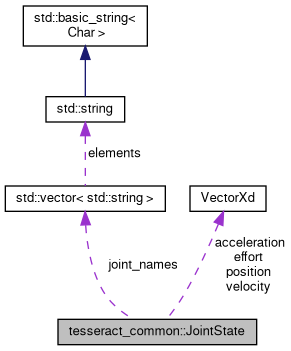 std::basic_string<
Char >
std::string
elements
std::vector< std::string >
VectorXd
joint_names
acceleration
effort
position
velocity
tesseract_common::JointState